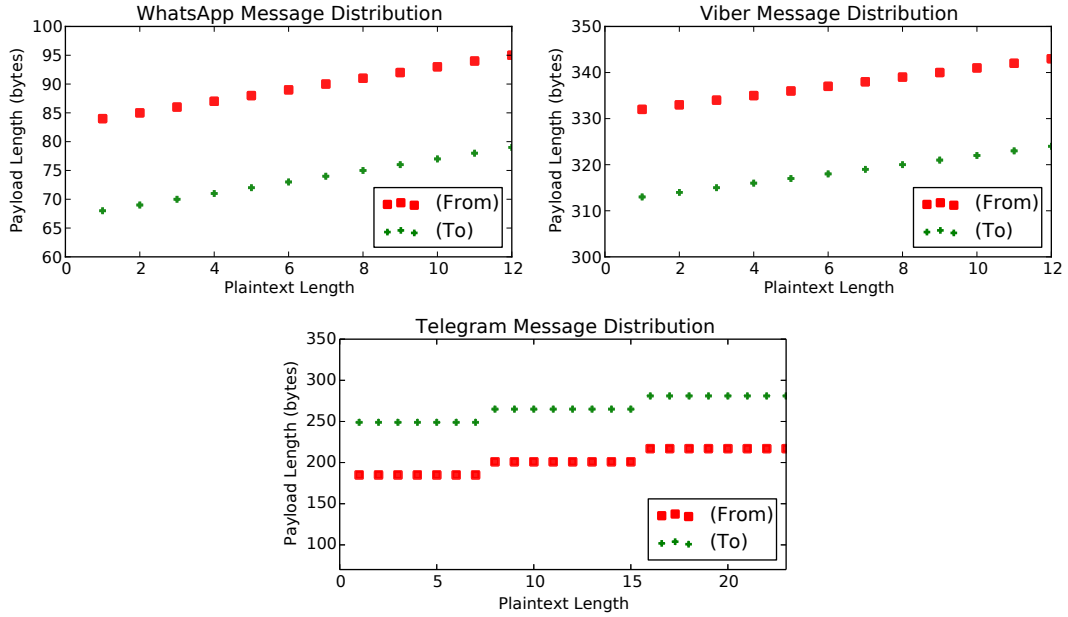 WhatsApp Message Distribution
100
95
90
85
80
75
70
65
60
Payload Length (bytes)
0 2 4 6 8 10 12
Plaintext Length
(From)
(To)
Viber Message Distribution
350
340
330
320
310
300
Payload Length (bytes)
0 2 4 6 8 10 12
Plaintext Length
(From)
(To)
Telegram Message Distribution
350
300
250
200
150
100
Payload Length (bytes)
0 5 10 15 20
Plaintext Length
(From)
(To)